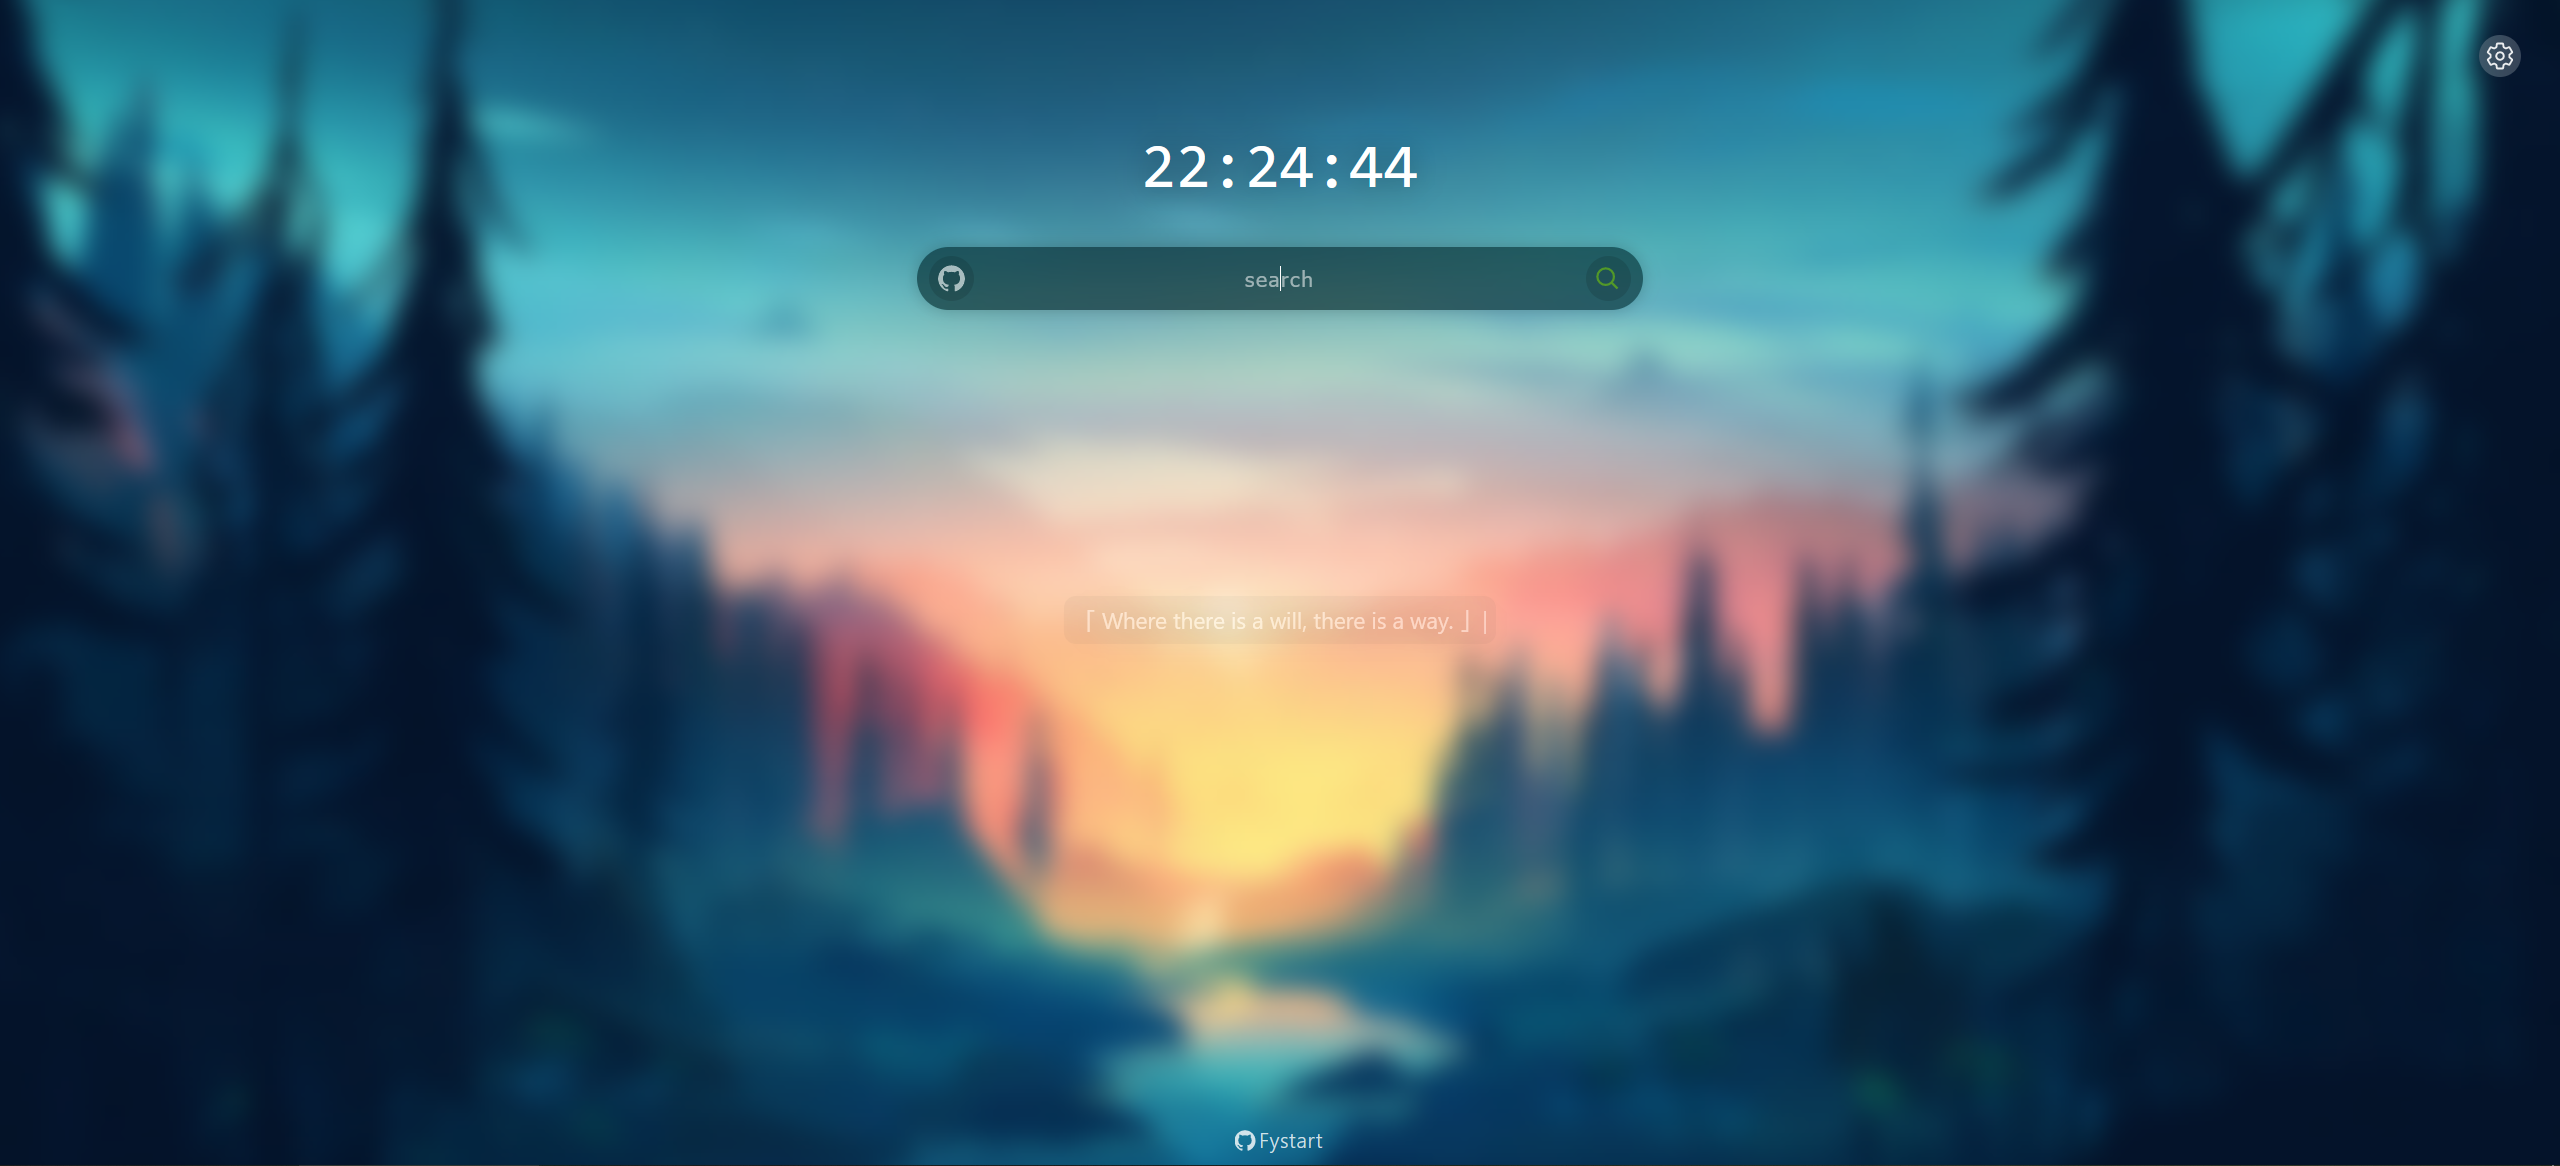 22:24:44
search
「 Where there is a will, there is a way. 」 |
Fystart